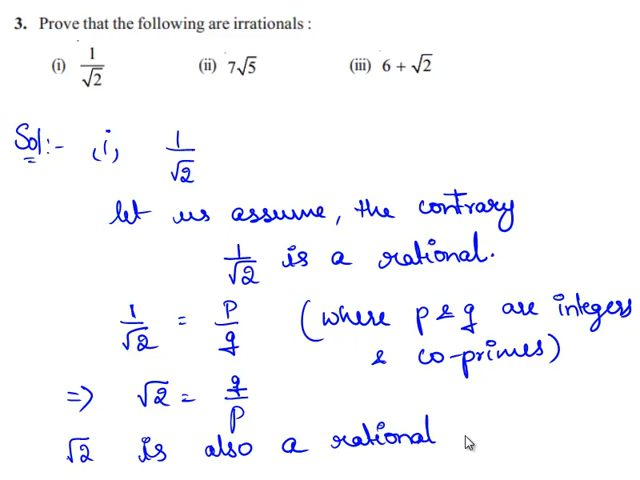 3. Prove that the following are irrationals :
(i) 1/√2 (ii) 7√5 (iii) 6 + √2
Sol:- (i) 1/√2
let us assume, the contrary
1/√2 is a rational.
1/√2 = p/q (where p & q are integers
& co-primes)
=> √2 = q/p
√2 is also a rational